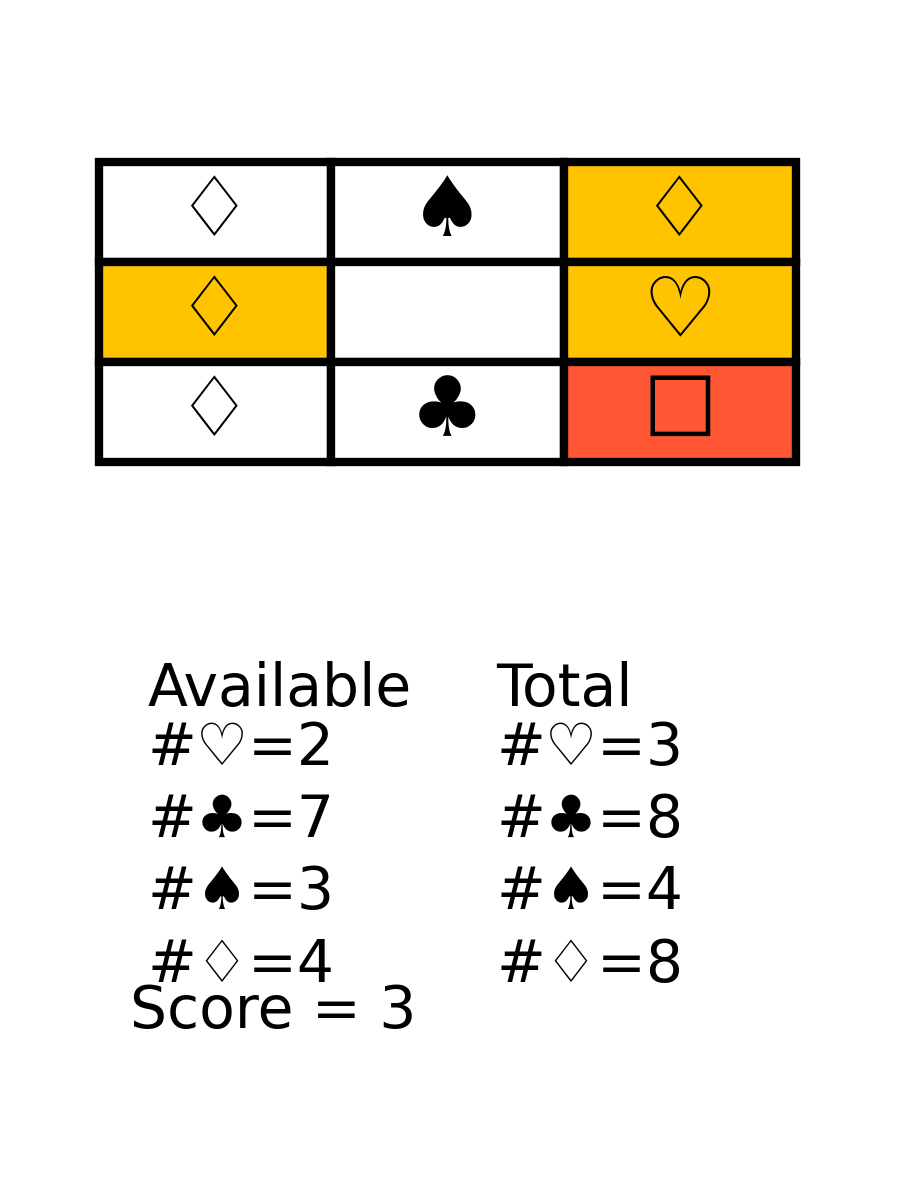 ♢ ♠ ♢
♢ ♡
♢ ♣ □
Available Total
#♡=2 #♡=3
#♣=7 #♣=8
#♠=3 #♠=4
#♢=4 #♢=8
Score = 3